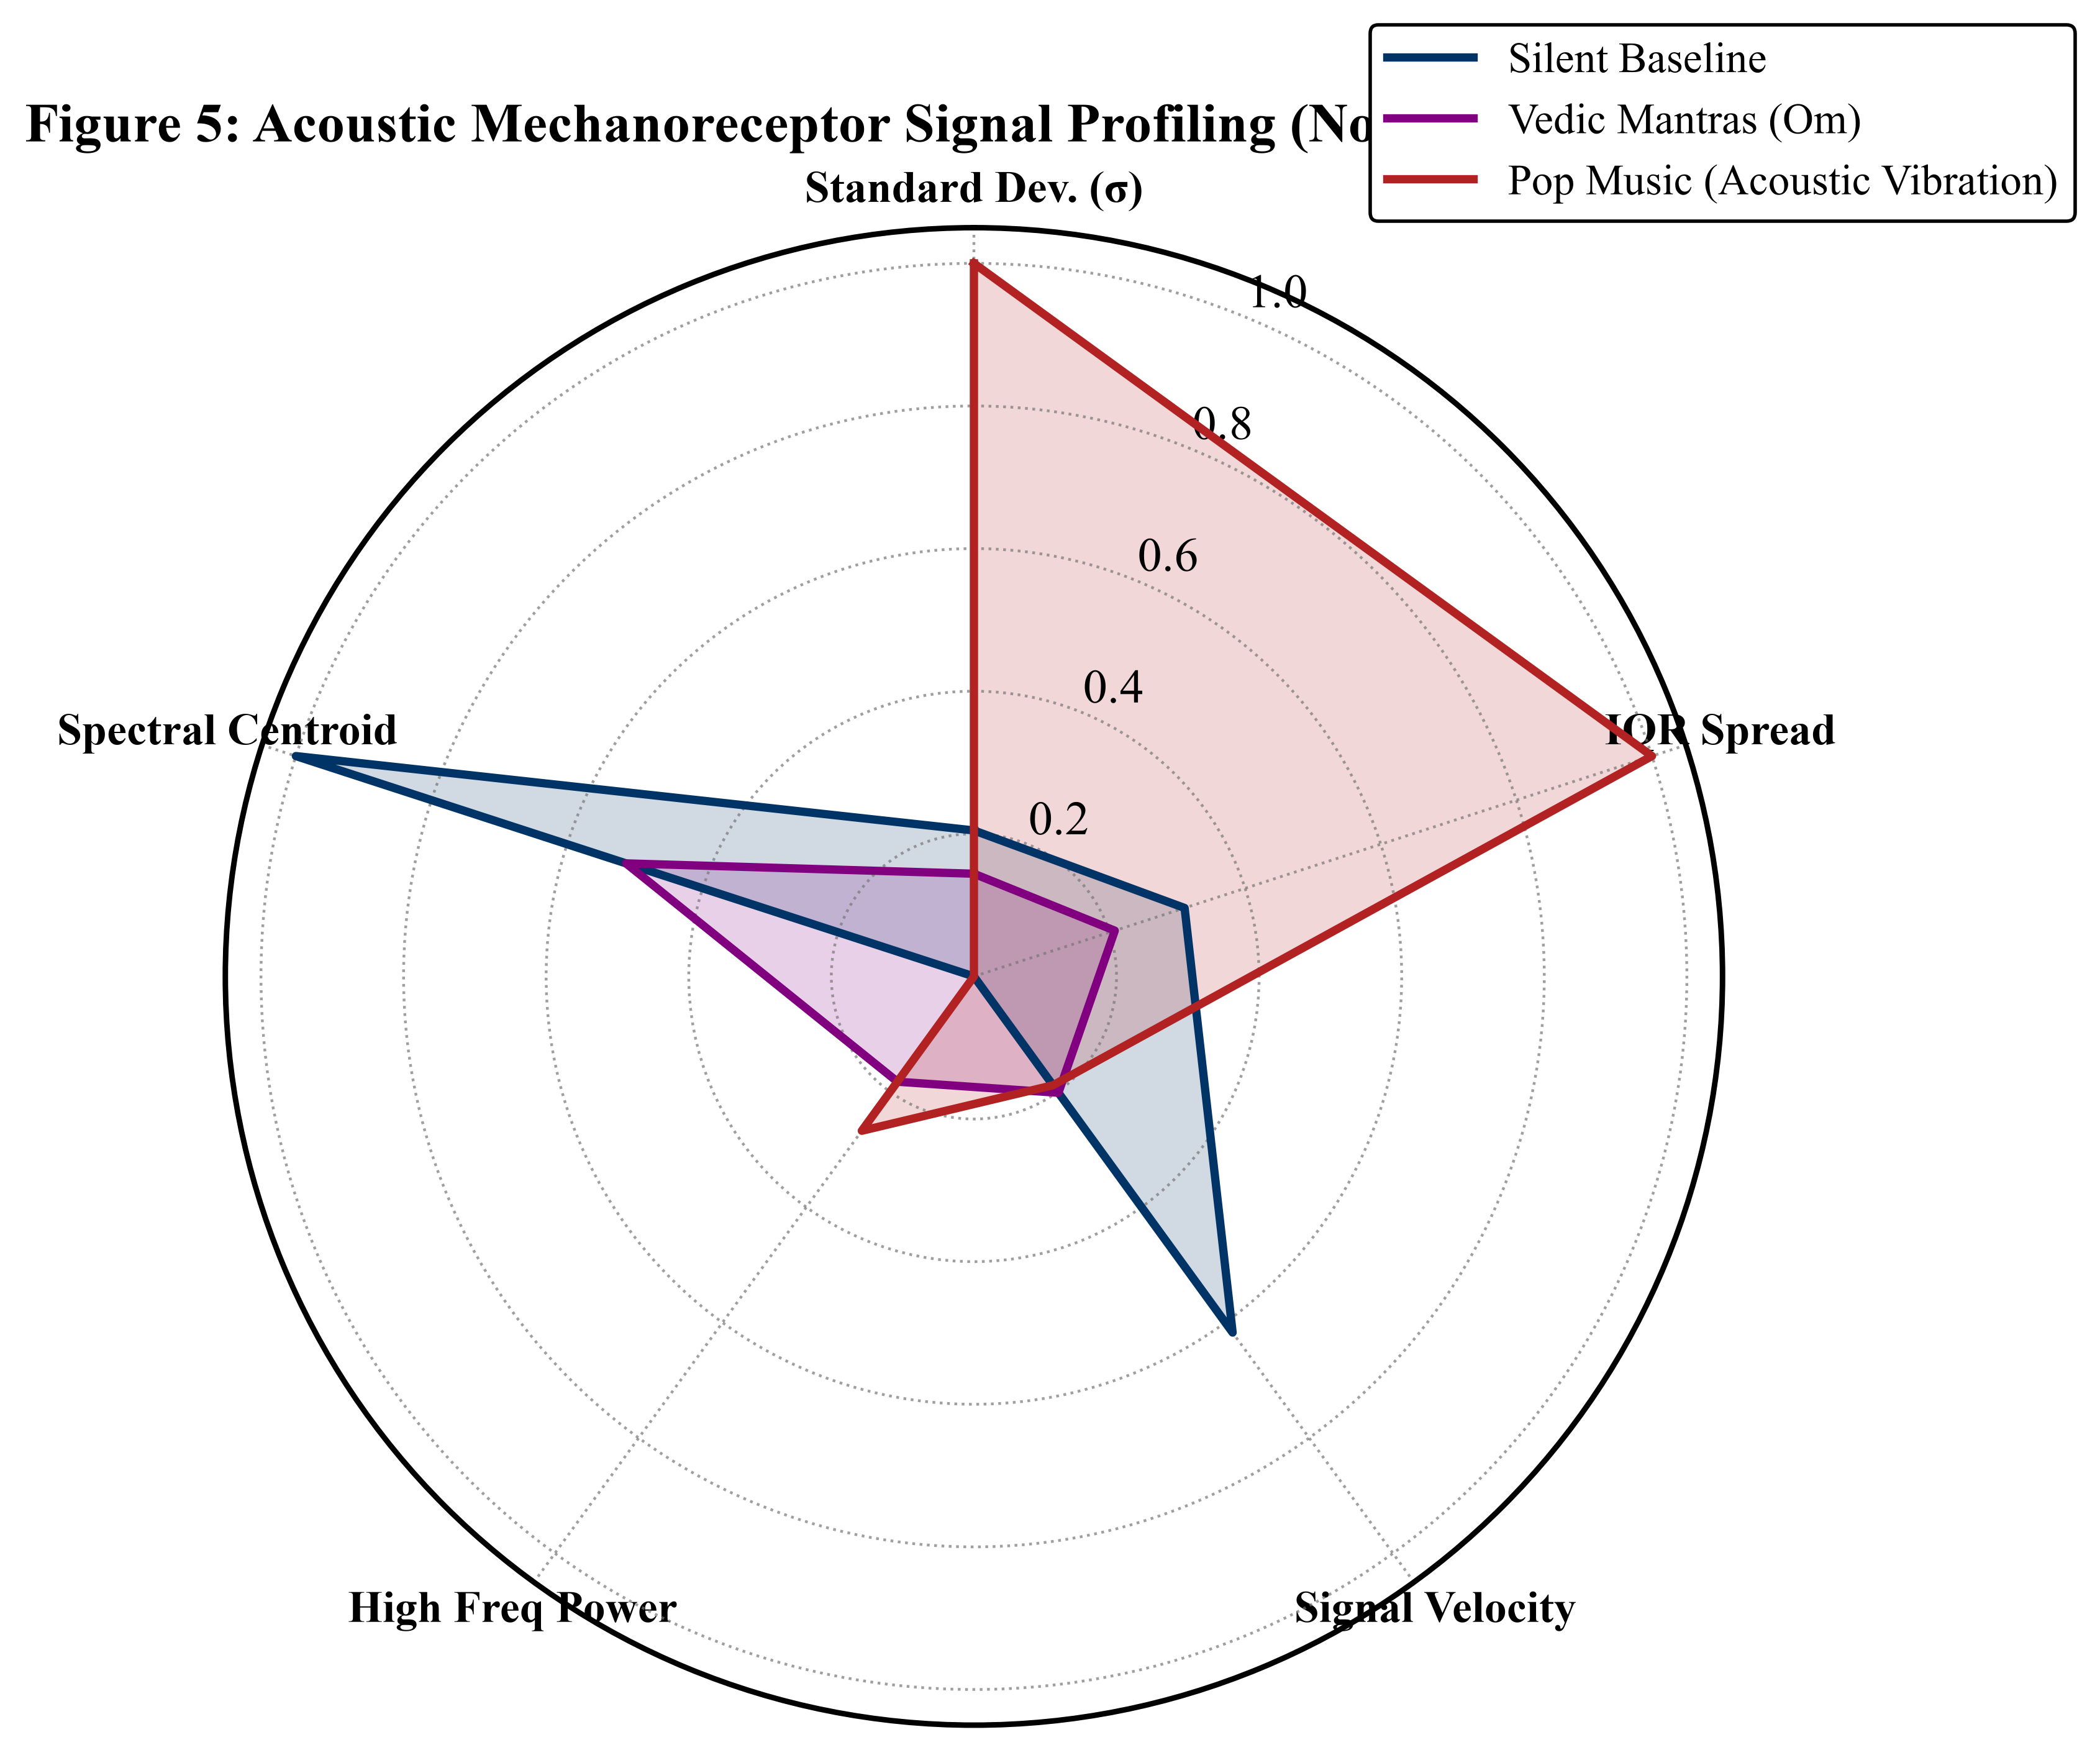 Silent Baseline
Vedic Mantras (Om)
Pop Music (Acoustic Vibration)
Figure 5: Acoustic Mechanoreceptor Signal Profiling
Standard Dev. (σ)
1.0
0.8
0.6
0.4
0.2
Spectral Centroid
IQR Spread
High Freq Power
Signal Velocity